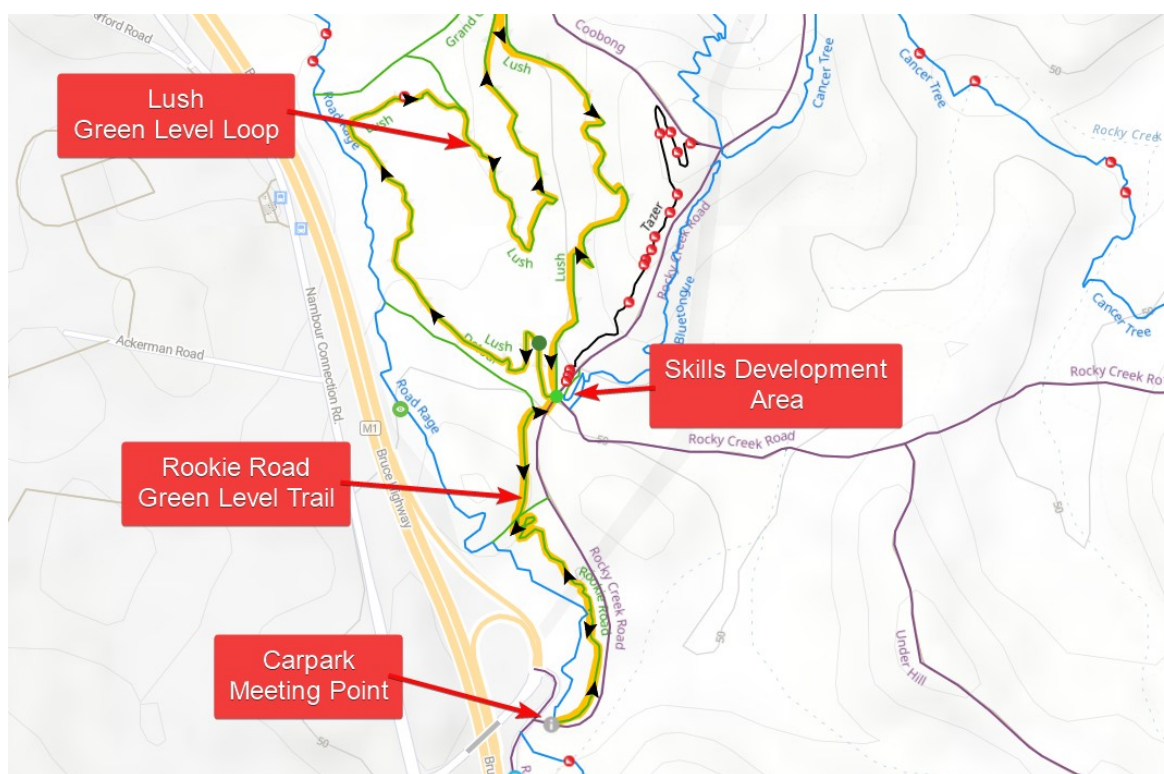 rford Road
Grand
Lush
Coobong
Cancer Tree
Cancer Tree
50
Lush
Green Level Loop
Road Rage
Lush
Rocky Creek
Tazer
Rocky Creek Road
Lush
Lush
Bluetongue
Cancer Tree
Nambour Connection Rd.
Ackerman Road
Lush
Skills Development
Area
Rocky Creek Ro
Road Rage
M1
50
Rocky Creek Road
Rookie Road
Green Level Trail
Bruce Highway
Rocky Creek Road
Rookie Road
50
Under Hill
Carpark
Meeting Point
i
50
Bru
50